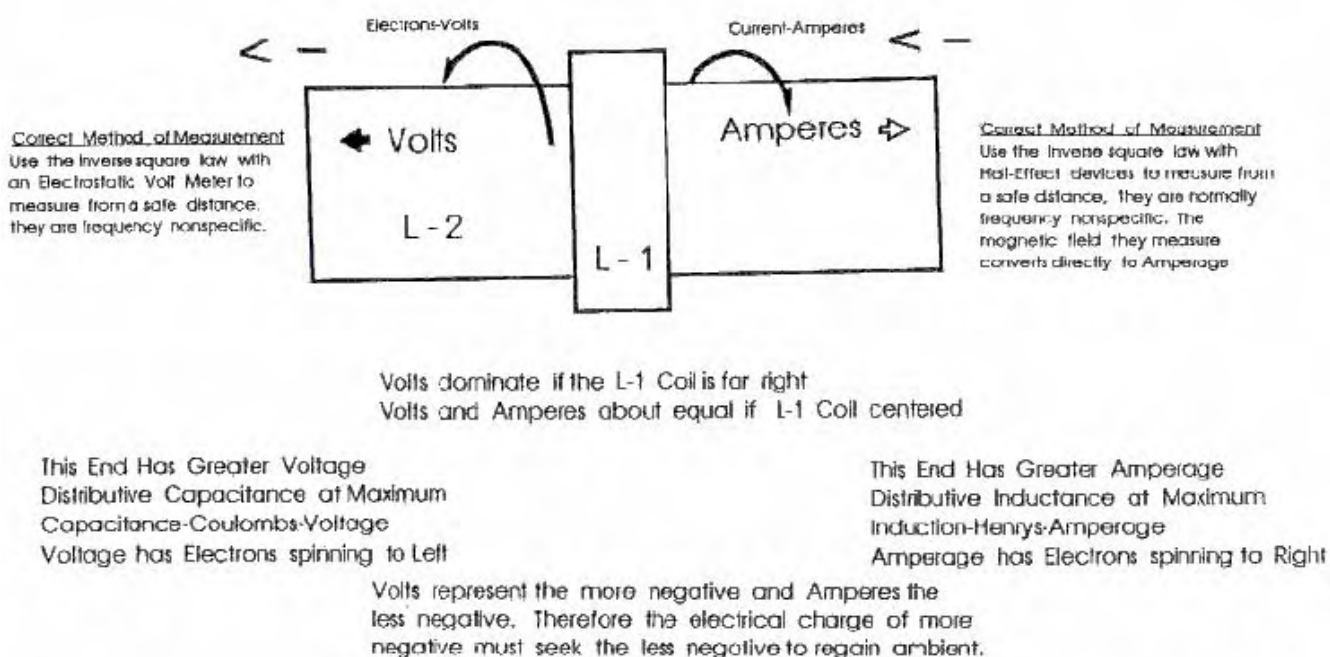 Electrons-Volts
Current-Amperes
< -
< -
Correct Method of Measurement
Use the Inverse square law with
an Electrostatic Volt Meter to
measure from a safe distance.
they are frequency nonspecific.
Volts
L-2
L-1
Amperes
Correct Method of Measurement
Use the Inverse square law with
Hall-Effect devices to measure from
a safe distance, they are normally
frequency nonspecific. The
magnetic field they measure
converts directly to Amperage
Volts dominate if the L-1 Coil is far right
Volts and Amperes about equal if L-1 Coil centered
This End Has Greater Voltage
Distributive Capacitance at Maximum
Capacitance-Coulombs-Voltage
Voltage has Electrons spinning to Left
This End Has Greater Amperage
Distributive Inductance at Maximum
Induction-Henrys-Amperage
Amperage has Electrons spinning to Right
Volts represent the more negative and Amperes the
less negative. Therefore the electrical charge of more
negative must seek the less negative to regain ambient.